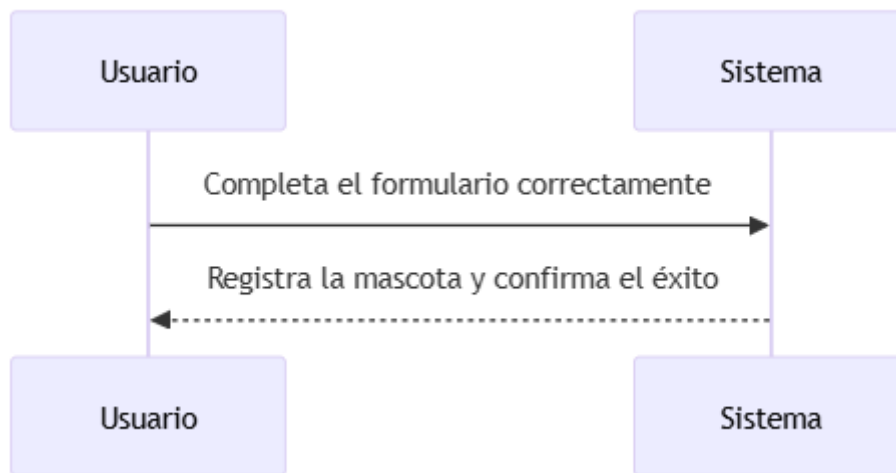 Usuario
Sistema
Completa el formulario correctamente
Registra la mascota y confirma el éxito
Usuario
Sistema